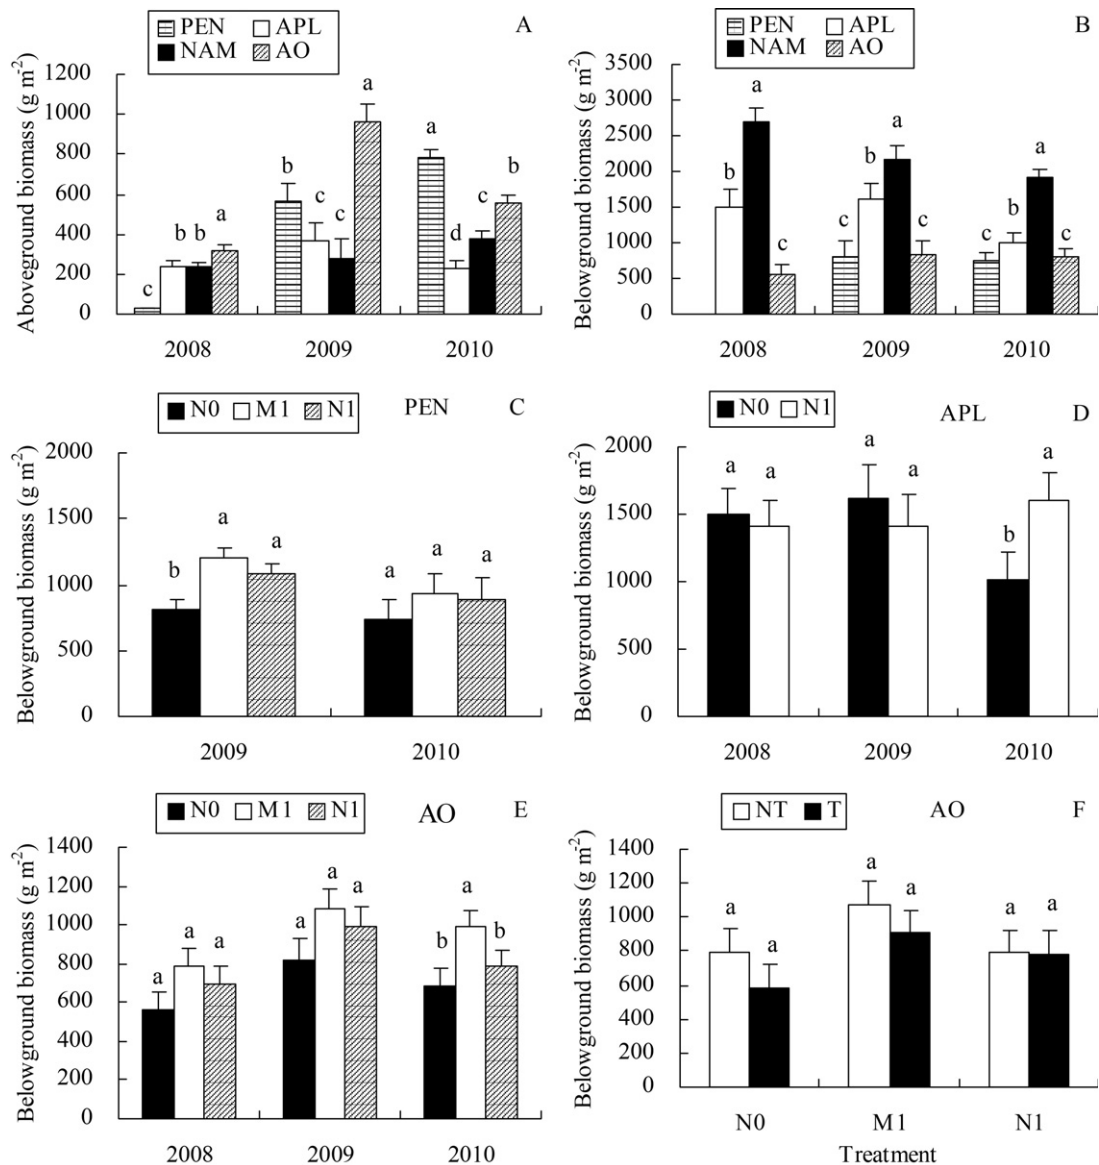 PEN APL A
NAM AO
Aboveground biomass (g m⁻²)
1200
1000
800
600
400
200
0
c b b a
b c c a
a d c b
2008 2009 2010
PEN APL B
NAM AO
Belowground biomass (g m⁻²)
3500
3000
2500
2000
1500
1000
500
0
b a c
c b a c
c b a c
2008 2009 2010
N0 M1 N1 PEN C
Belowground biomass (g m⁻²)
2000
1500
1000
500
0
b a a
a a a
2009 2010
N0 N1 APL D
Belowground biomass (g m⁻²)
2000
1500
1000
500
0
a a
a a
b a
2008 2009 2010
N0 M1 N1 AO E
Belowground biomass (g m⁻²)
1400
1200
1000
800
600
400
200
0
a a a
a a a
b a b
2008 2009 2010
NT T AO F
Belowground biomass (g m⁻²)
1400
1200
1000
800
600
400
200
0
a a
a a
a a
N0 M1 N1
Treatment